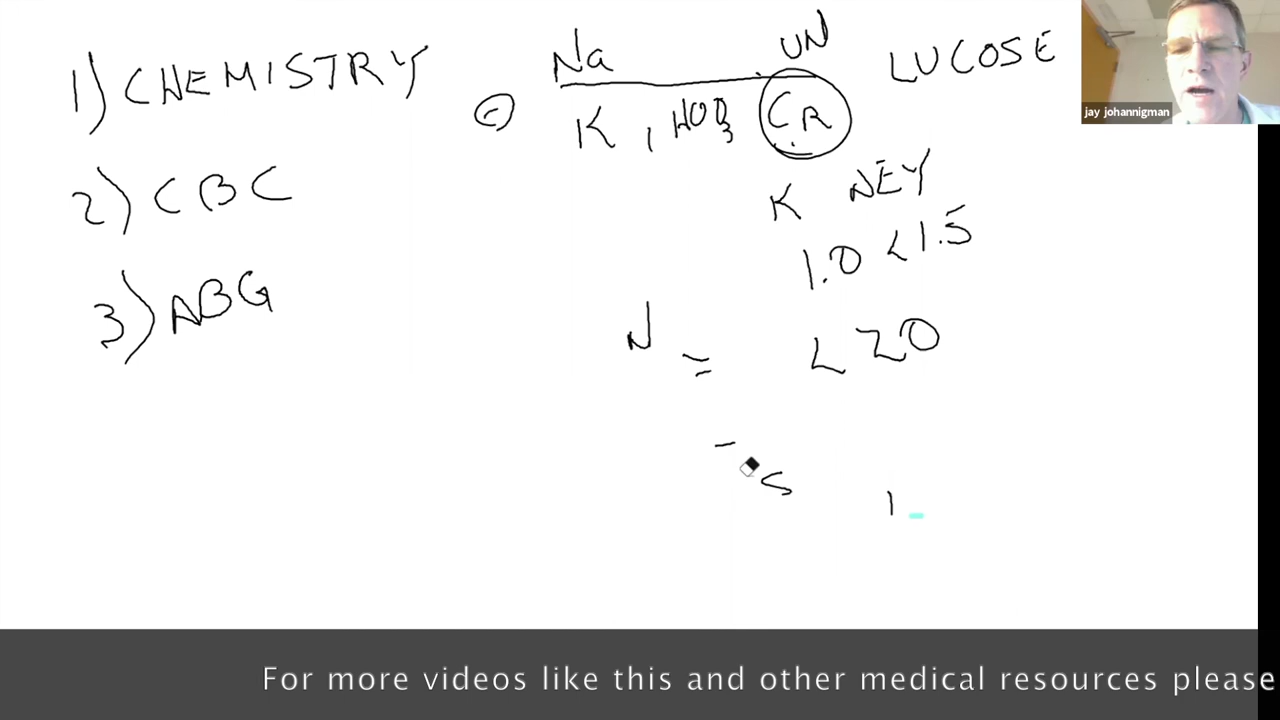 1) CHEMISTRY
Na UN LUCOSE
K , HCO3 CR
jay johannigman
K NEY
2) CBC
1.0 < 1.5
3) ABG
N = < 20
For more videos like this and other medical resources please